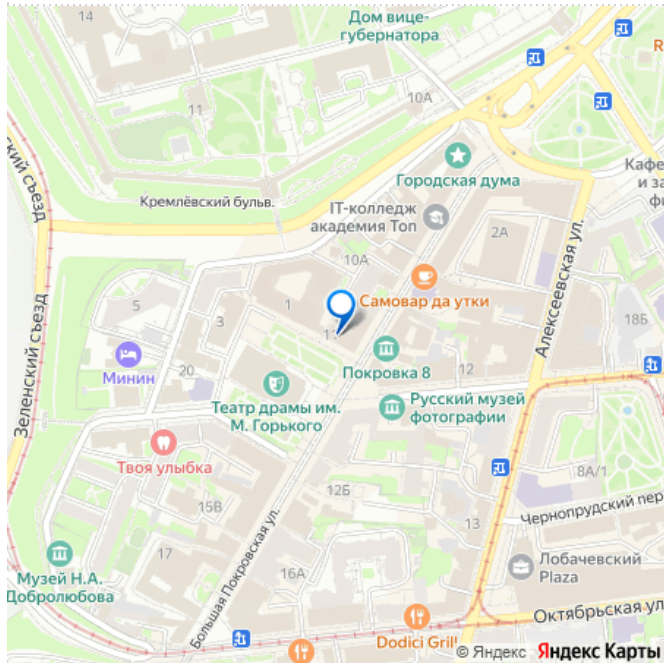 14
Дом вице-
губернатора
10А
11
Кафе
и за
Городская дума
Кремлёвский бульв.
IT-колледж
академия Топ
2А
10А
Самовар да утки
Алексеевская ул.
18Б
1
5
3
Минин
20
Покровка 8
12
Театр драмы им.
М. Горького
Русский музей
фотографии
Зеленский съезд
Твоя улыбка
12Б
8А/1
15В
13
Чернопрудский пер
17
Большая Покровская ул.
16А
Лобачевский
Plaza
Музей Н.А.
Добролюбова
Октябрьская ул
Dodici Grill
© Яндекс Яндекс Карты